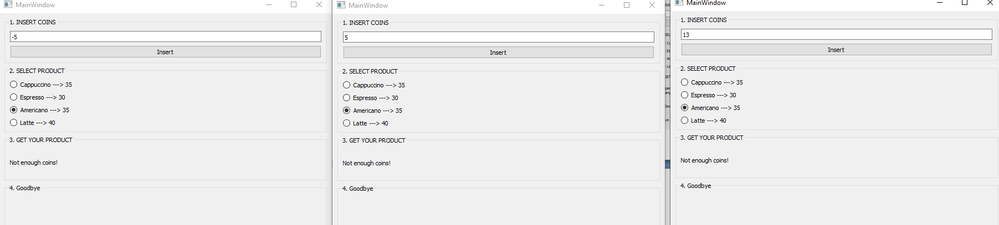 MainWindow
1. INSERT COINS
-5
Insert
2. SELECT PRODUCT
Cappuccino ---> 35
Espresso ---> 30
Americano ---> 35
Latte ---> 40
3. GET YOUR PRODUCT
Not enough coins!
4. Goodbye
MainWindow
1. INSERT COINS
5
Insert
2. SELECT PRODUCT
Cappuccino ---> 35
Espresso ---> 30
Americano ---> 35
Latte ---> 40
3. GET YOUR PRODUCT
Not enough coins!
4. Goodbye
MainWindow
1. INSERT COINS
13
Insert
2. SELECT PRODUCT
Cappuccino ---> 35
Espresso ---> 30
Americano ---> 35
Latte ---> 40
3. GET YOUR PRODUCT
Not enough coins!
4. Goodbye